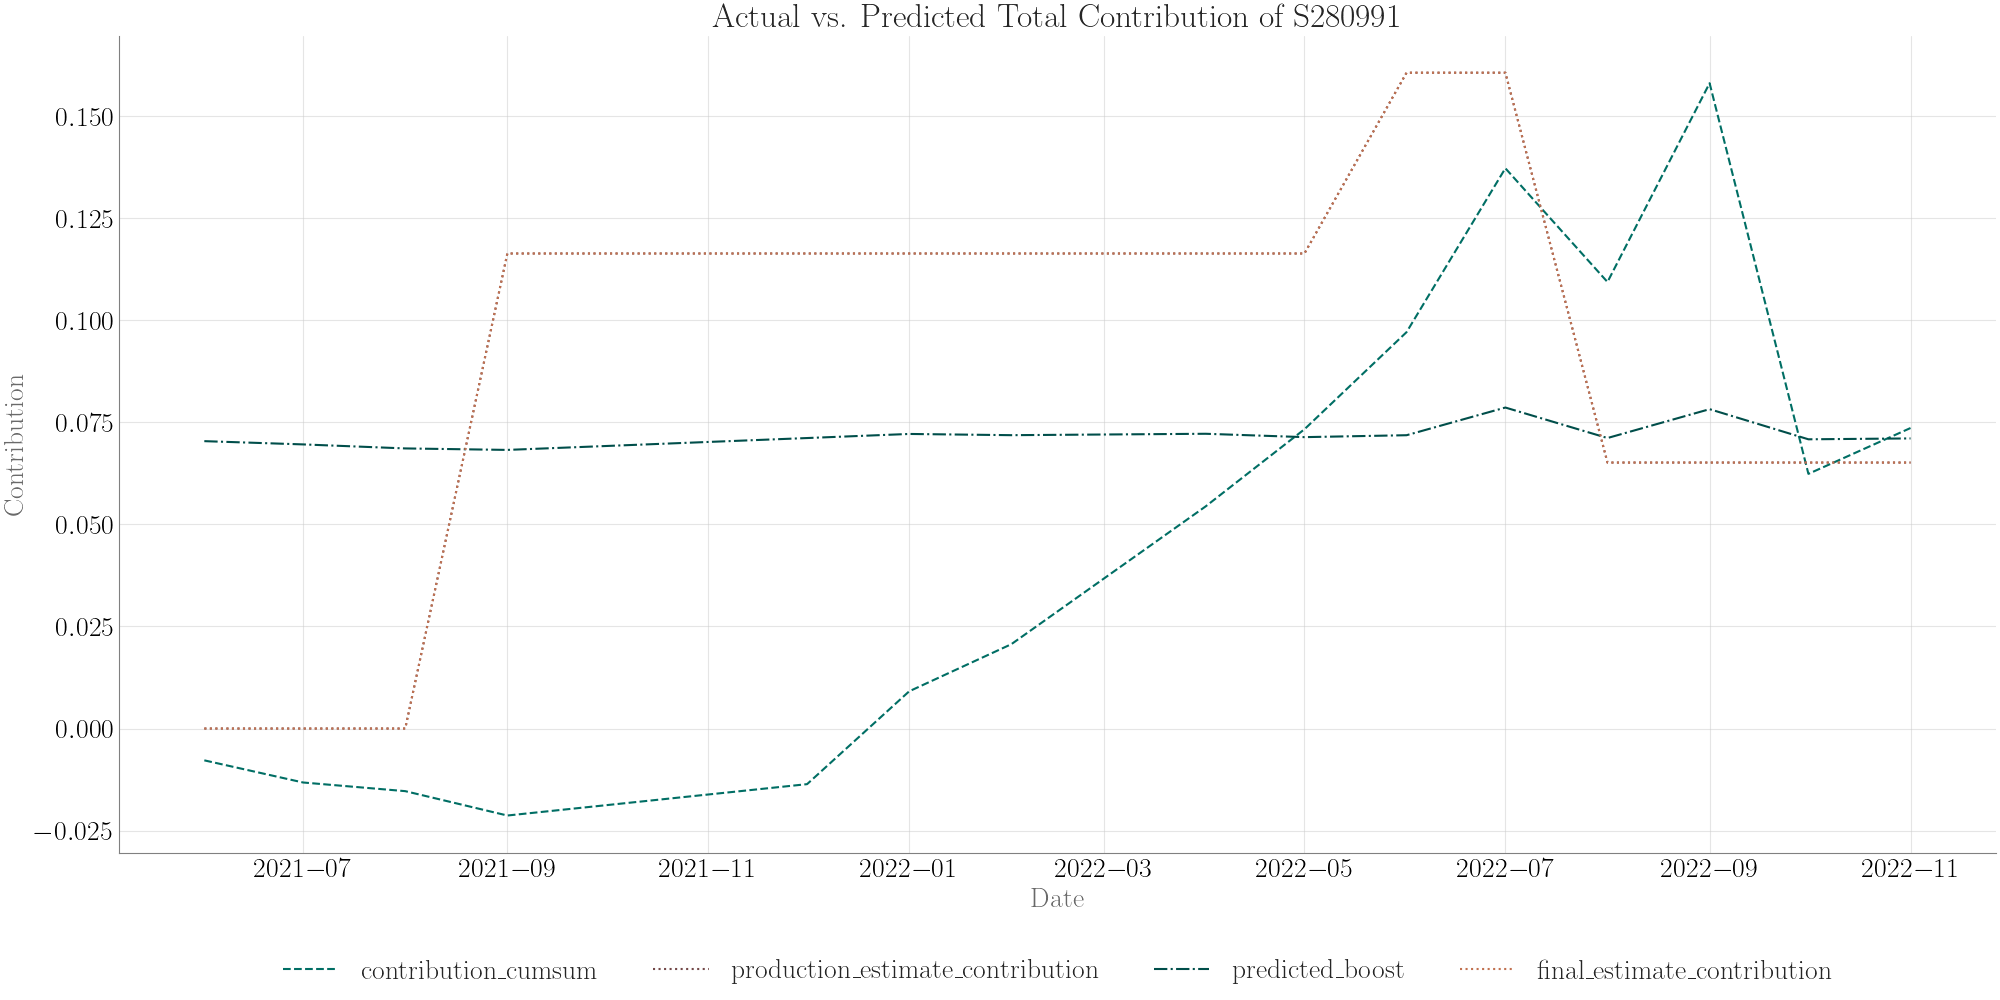 Actual vs. Predicted Total Contribution of S280991
Contribution
0.150
0.125
0.100
0.075
0.050
0.025
0.000
−0.025
2021−07 2021−09 2021−11 2022−01 2022−03 2022−05 2022−07 2022−09 2022−11
Date
contribution_cumsum production_estimate_contribution predicted_boost final_estimate_contribution